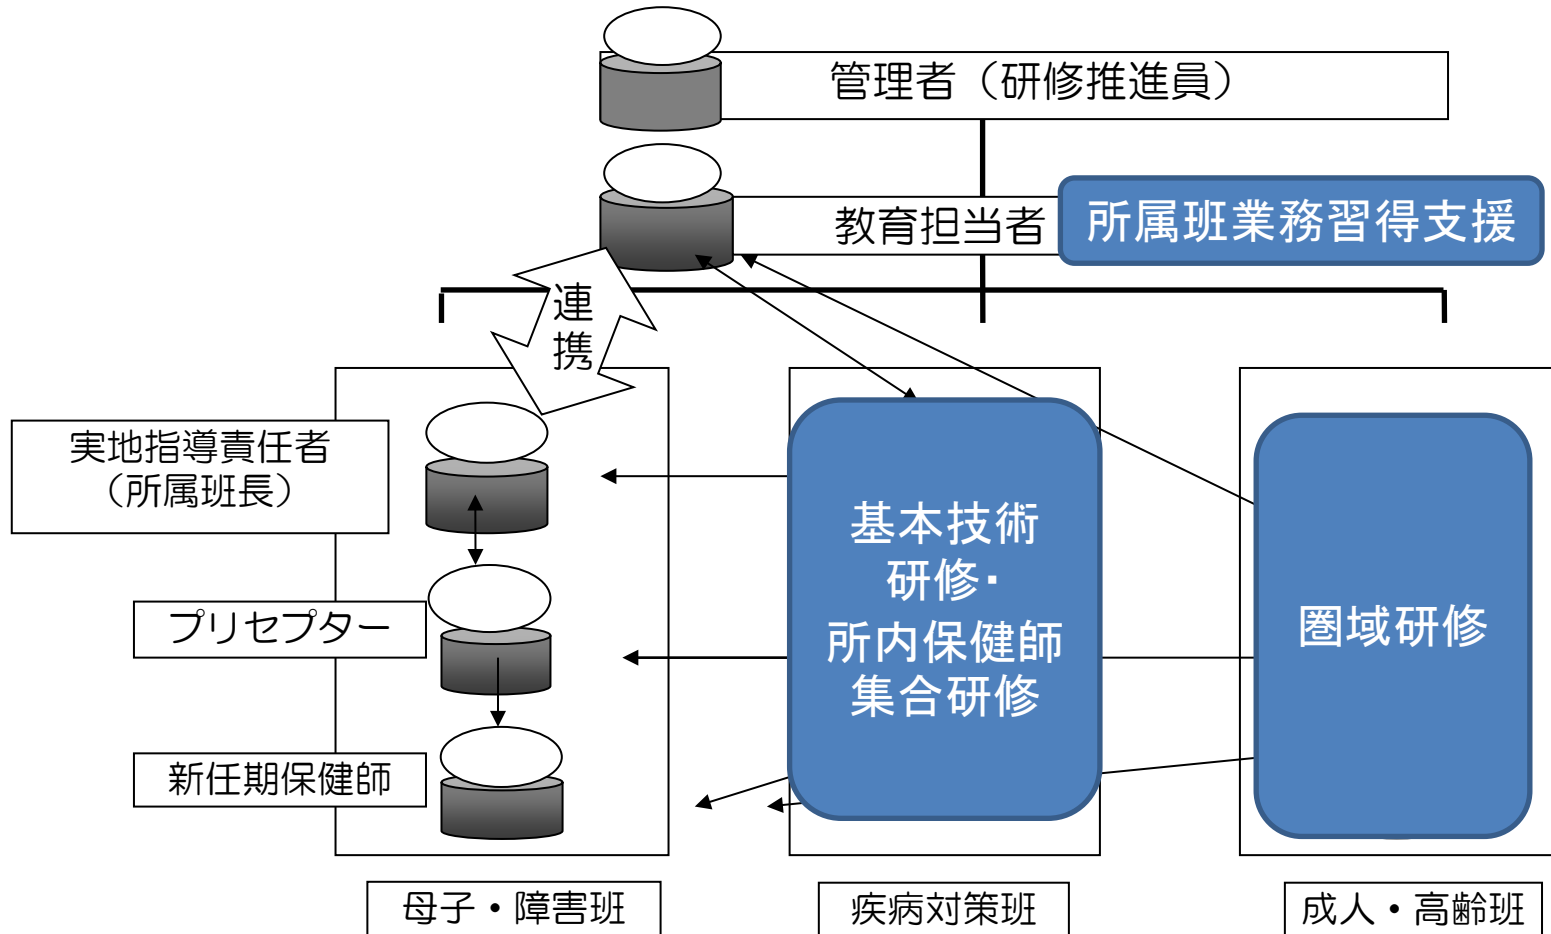 管理者（研修推進員）
教育担当者
所属班業務習得支援
連
携
実地指導責任者
（所属班長）
基本技術
研修・
所内保健師
集合研修
圏域研修
プリセプター
新任期保健師
母子・障害班
疾病対策班
成人・高齢班